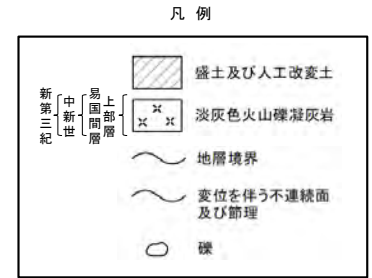 凡 例
盛土及び人工改変土
新第三紀
中新世
易国間層
上部層
淡灰色火山礫凝灰岩
地層境界
変位を伴う不連続面
及び節理
礫